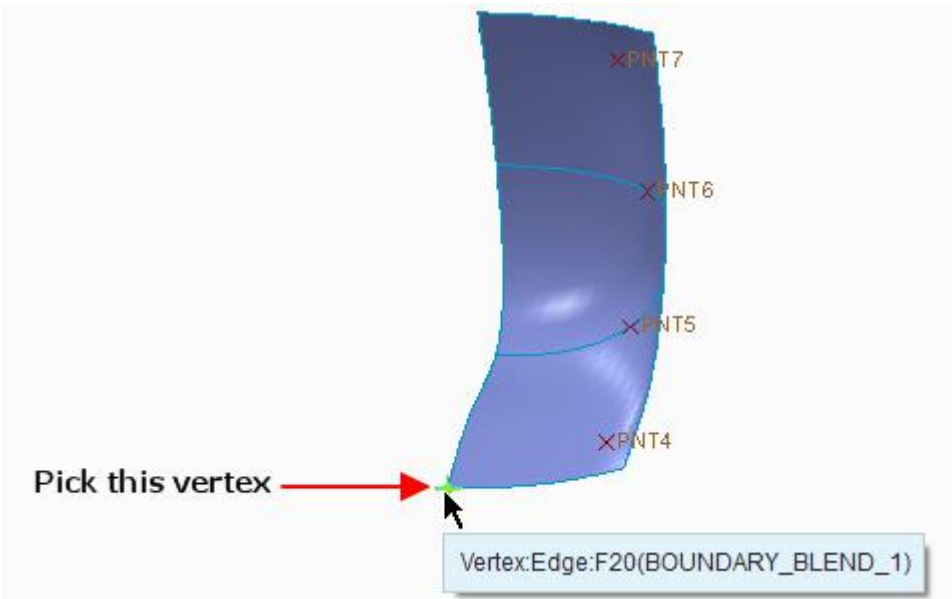 PNT7
PNT6
PNT5
PNT4
Pick this vertex
Vertex:Edge:F20(BOUNDARY_BLEND_1)